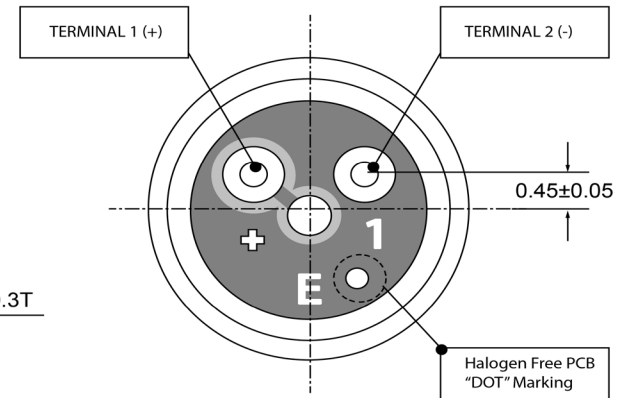 TERMINAL 1 (+)
TERMINAL 2 (-)
0.45±0.05
+
1
E
.3T
Halogen Free PCB
“DOT” Marking